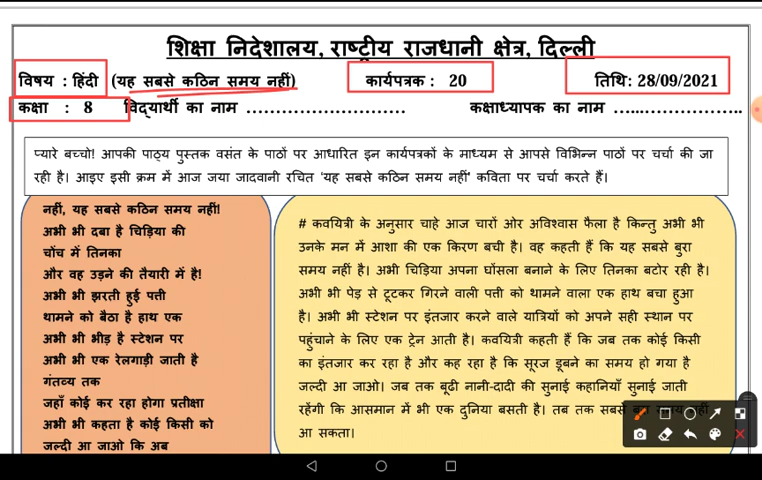 शिक्षा निदेशालय, राष्ट्रीय राजधानी क्षेत्र, दिल्ली
विषय : हिंदी (यह सबसे कठिन समय नहीं) कार्यपत्रक : 20 तिथि: 28/09/2021
कक्षा : 8 विद्यार्थी का नाम ........................... कक्षाध्यापक का नाम .....................
प्यारे बच्चो! आपकी पाठ्य पुस्तक वसंत के पाठों पर आधारित इन कार्यपत्रकों के माध्यम से आपसे विभिन्न पाठों पर चर्चा की जा
रही है। आइए इसी क्रम में आज जया जादवानी रचित 'यह सबसे कठिन समय नहीं' कविता पर चर्चा करते हैं।
नहीं, यह सबसे कठिन समय नहीं!
अभी भी दबा है चिड़िया की
चोंच में तिनका
और वह उड़ने की तैयारी में है!
अभी भी झरती हुई पत्ती
थामने को बैठा है हाथ एक
अभी भी भीड़ है स्टेशन पर
अभी भी एक रेलगाड़ी जाती है
गंतव्य तक
जहाँ कोई कर रहा होगा प्रतीक्षा
अभी भी कहता है कोई किसी को
जल्दी आ जाओ कि अब
# कवयित्री के अनुसार चाहे आज चारों ओर अविश्वास फैला है किन्तु अभी भी
उनके मन में आशा की एक किरण बची है। वह कहती हैं कि यह सबसे बुरा
समय नहीं है। अभी चिड़िया अपना घोंसला बनाने के लिए तिनका बटोर रही है।
अभी भी पेड़ से टूटकर गिरने वाली पत्ती को थामने वाला एक हाथ बचा हुआ
है। अभी भी स्टेशन पर इंतजार करने वाले यात्रियों को अपने सही स्थान पर
पहुंचाने के लिए एक ट्रेन आती है। कवयित्री कहती हैं कि जब तक कोई किसी
का इंतजार कर रहा है और कह रहा है कि सूरज डूबने का समय हो गया है
जल्दी आ जाओ। जब तक बूढी नानी-दादी की सुनाई कहानियाँ सुनाई जाती
रहेंगी कि आसमान में भी एक दुनिया बसती है। तब तक सबसे
आ सकता।